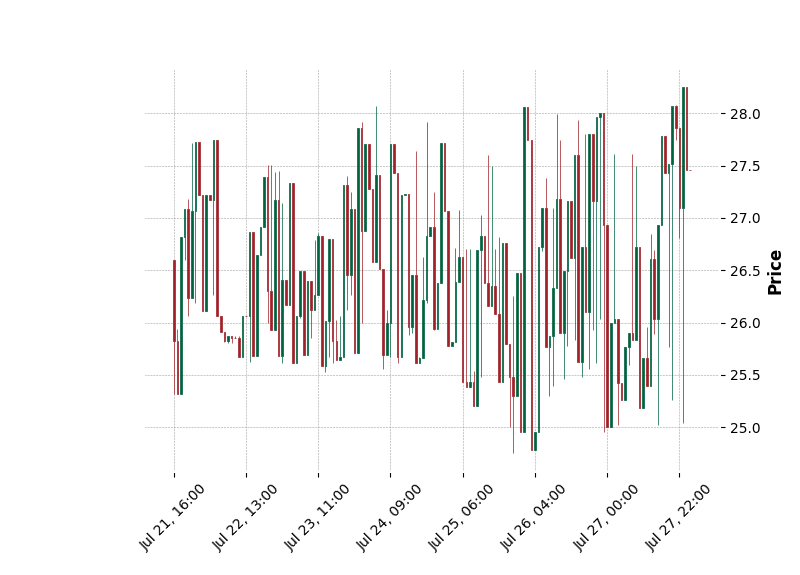 28.0
27.5
27.0
26.5
26.0
25.5
25.0
Price
Jul 21, 16:00
Jul 22, 13:00
Jul 23, 11:00
Jul 24, 09:00
Jul 25, 06:00
Jul 26, 04:00
Jul 27, 00:00
Jul 27, 22:00